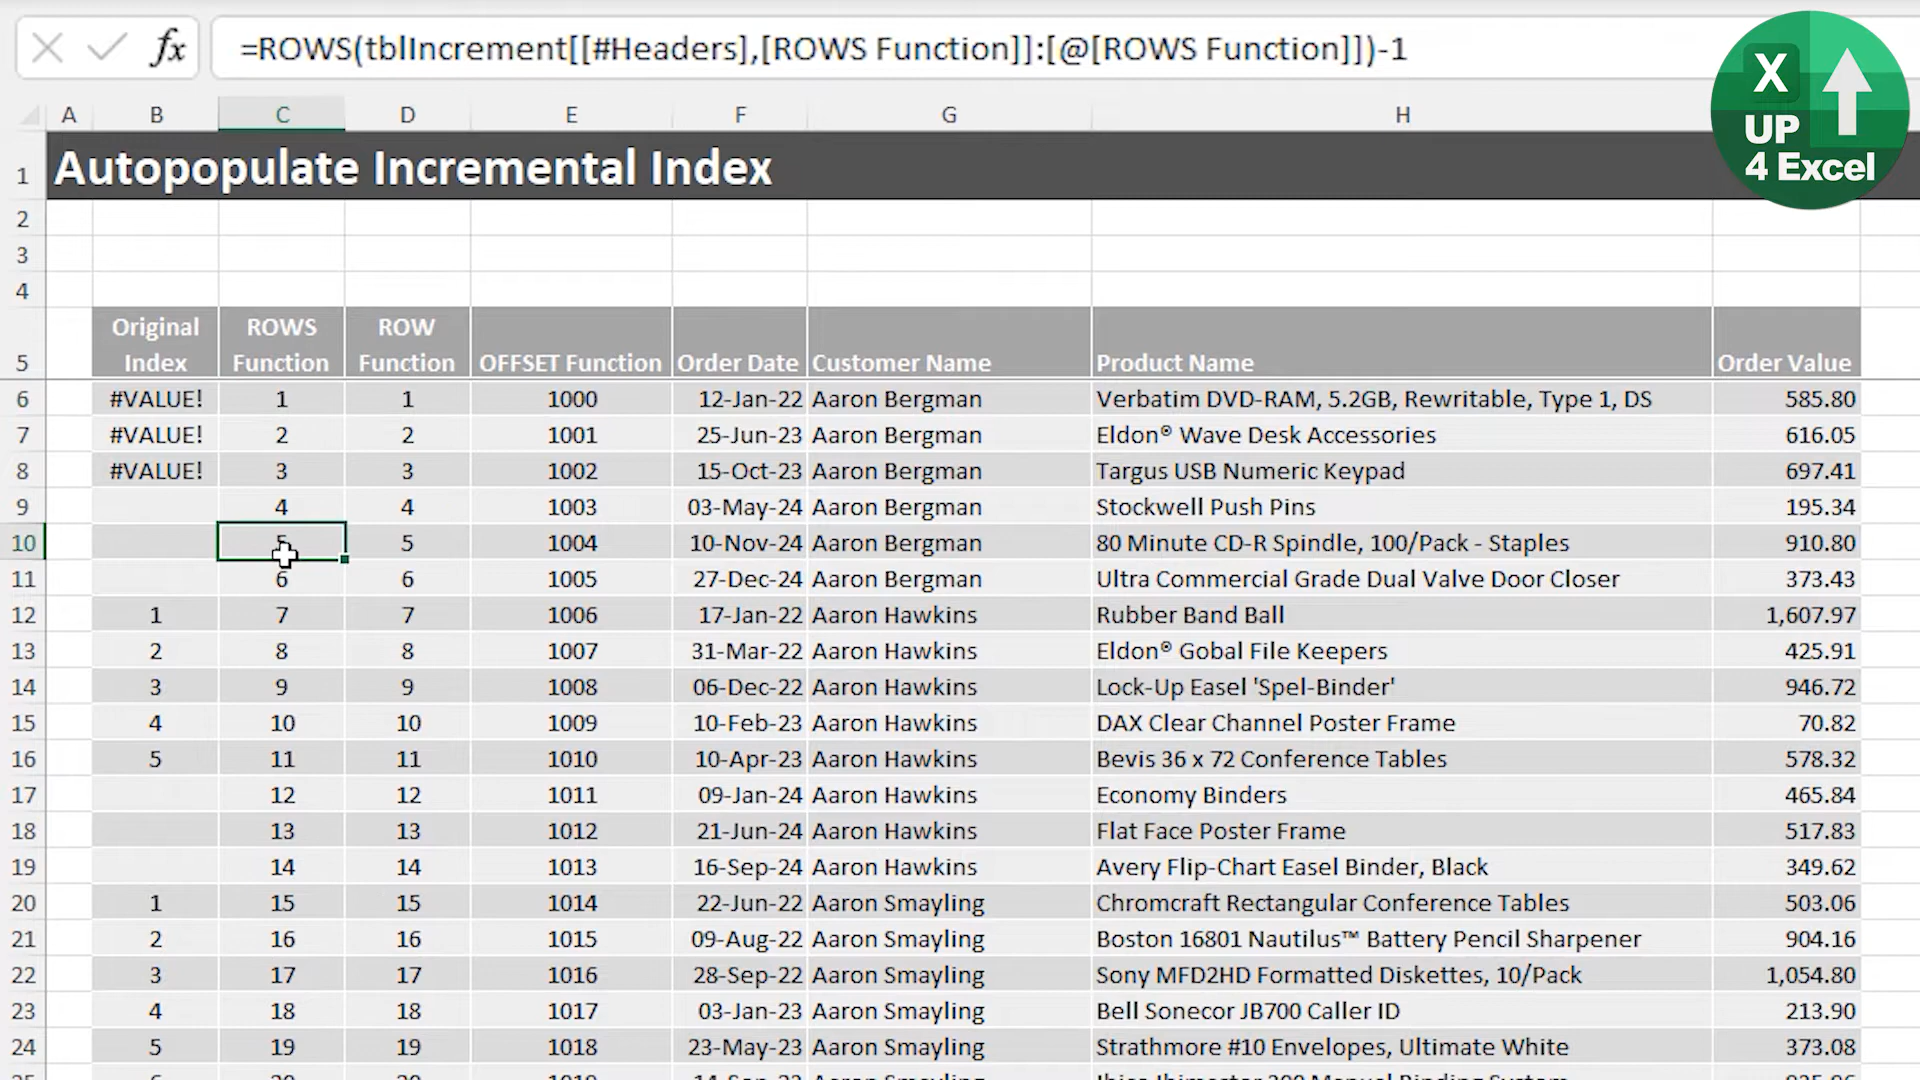 fx =ROWS(tblIncrement[[#Headers],[ROWS Function]]:[@[ROWS Function]])-1
X
UP
4 Excel
A B C D E F G H
1 Autopopulate Incremental Index
2
3
4
5 Original Index ROWS Function ROW Function OFFSET Function Order Date Customer Name Product Name Order Value
6 #VALUE! 1 1 1000 12-Jan-22 Aaron Bergman Verbatim DVD-RAM, 5.2GB, Rewritable, Type 1, DS 585.80
7 #VALUE! 2 2 1001 25-Jun-23 Aaron Bergman Eldon® Wave Desk Accessories 616.05
8 #VALUE! 3 3 1002 15-Oct-23 Aaron Bergman Targus USB Numeric Keypad 697.41
9 4 4 1003 03-May-24 Aaron Bergman Stockwell Push Pins 195.34
10 5 5 1004 10-Nov-24 Aaron Bergman 80 Minute CD-R Spindle, 100/Pack - Staples 910.80
11 6 6 1005 27-Dec-24 Aaron Bergman Ultra Commercial Grade Dual Valve Door Closer 373.43
12 1 7 7 1006 17-Jan-22 Aaron Hawkins Rubber Band Ball 1,607.97
13 2 8 8 1007 31-Mar-22 Aaron Hawkins Eldon® Gobal File Keepers 425.91
14 3 9 9 1008 06-Dec-22 Aaron Hawkins Lock-Up Easel 'Spel-Binder' 946.72
15 4 10 10 1009 10-Feb-23 Aaron Hawkins DAX Clear Channel Poster Frame 70.82
16 5 11 11 1010 10-Apr-23 Aaron Hawkins Bevis 36 x 72 Conference Tables 578.32
17 12 12 1011 09-Jan-24 Aaron Hawkins Economy Binders 465.84
18 13 13 1012 21-Jun-24 Aaron Hawkins Flat Face Poster Frame 517.83
19 14 14 1013 16-Sep-24 Aaron Hawkins Avery Flip-Chart Easel Binder, Black 349.62
20 1 15 15 1014 22-Jun-22 Aaron Smayling Chromcraft Rectangular Conference Tables 503.06
21 2 16 16 1015 09-Aug-22 Aaron Smayling Boston 16801 Nautilus™ Battery Pencil Sharpener 904.16
22 3 17 17 1016 28-Sep-22 Aaron Smayling Sony MFD2HD Formatted Diskettes, 10/Pack 1,054.80
23 4 18 18 1017 03-Jan-23 Aaron Smayling Bell Sonecor JB700 Caller ID 213.90
24 5 19 19 1018 23-May-23 Aaron Smayling Strathmore #10 Envelopes, Ultimate White 373.08